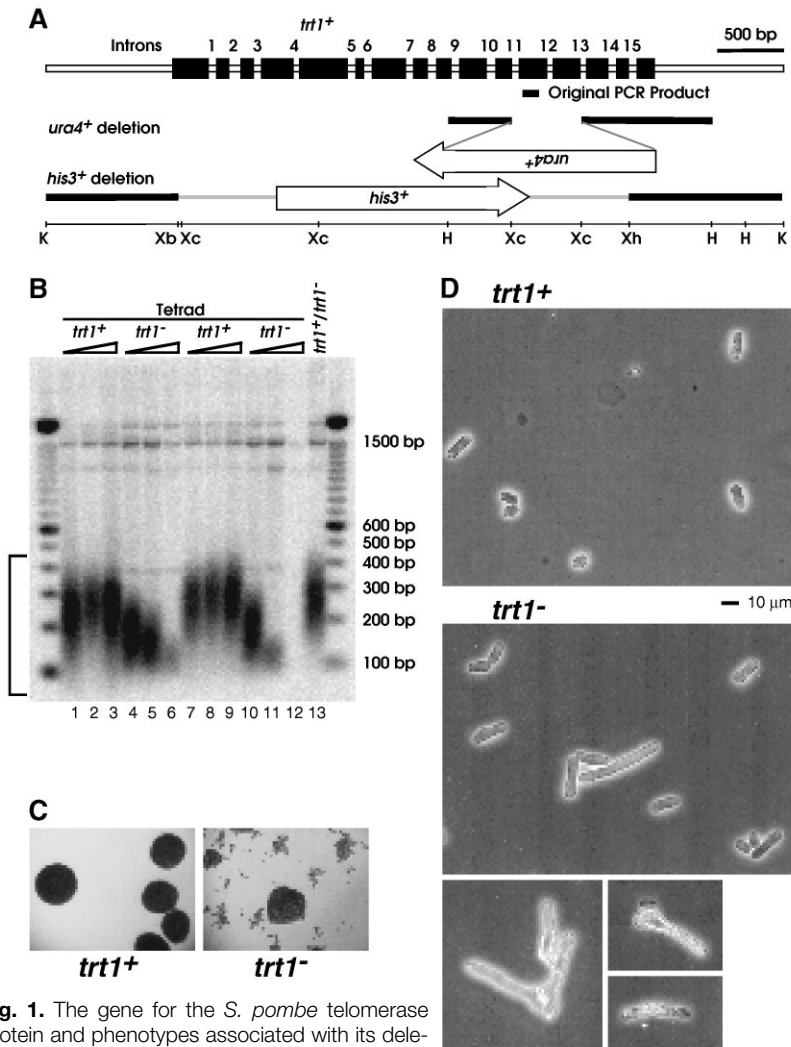 A
trt1+
Introns 1 2 3 4 5 6 7 8 9 10 11 12 13 14 15
500 bp
Original PCR Product
ura4+ deletion
ura4+
his3+ deletion
his3+
K Xb Xc Xc H Xc Xc Xh H H K
B
Tetrad
trt1+ trt1- trt1+ trt1- trt1+/trt1-
1500 bp
600 bp
500 bp
400 bp
300 bp
200 bp
100 bp
1 2 3 4 5 6 7 8 9 10 11 12 13
C
trt1+ trt1-
D
trt1+
trt1-
10 μm
g. 1. The gene for the S. pombe telomerase
otein and phenotypes associated with its dele-